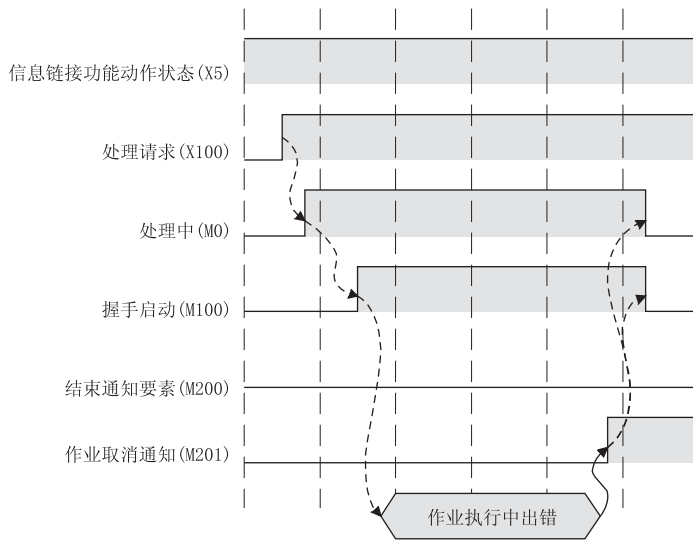 信息链接功能动作状态(X5)
处理请求(X100)
处理中(M0)
握手启动(M100)
结束通知要素(M200)
作业取消通知(M201)
作业执行中出错